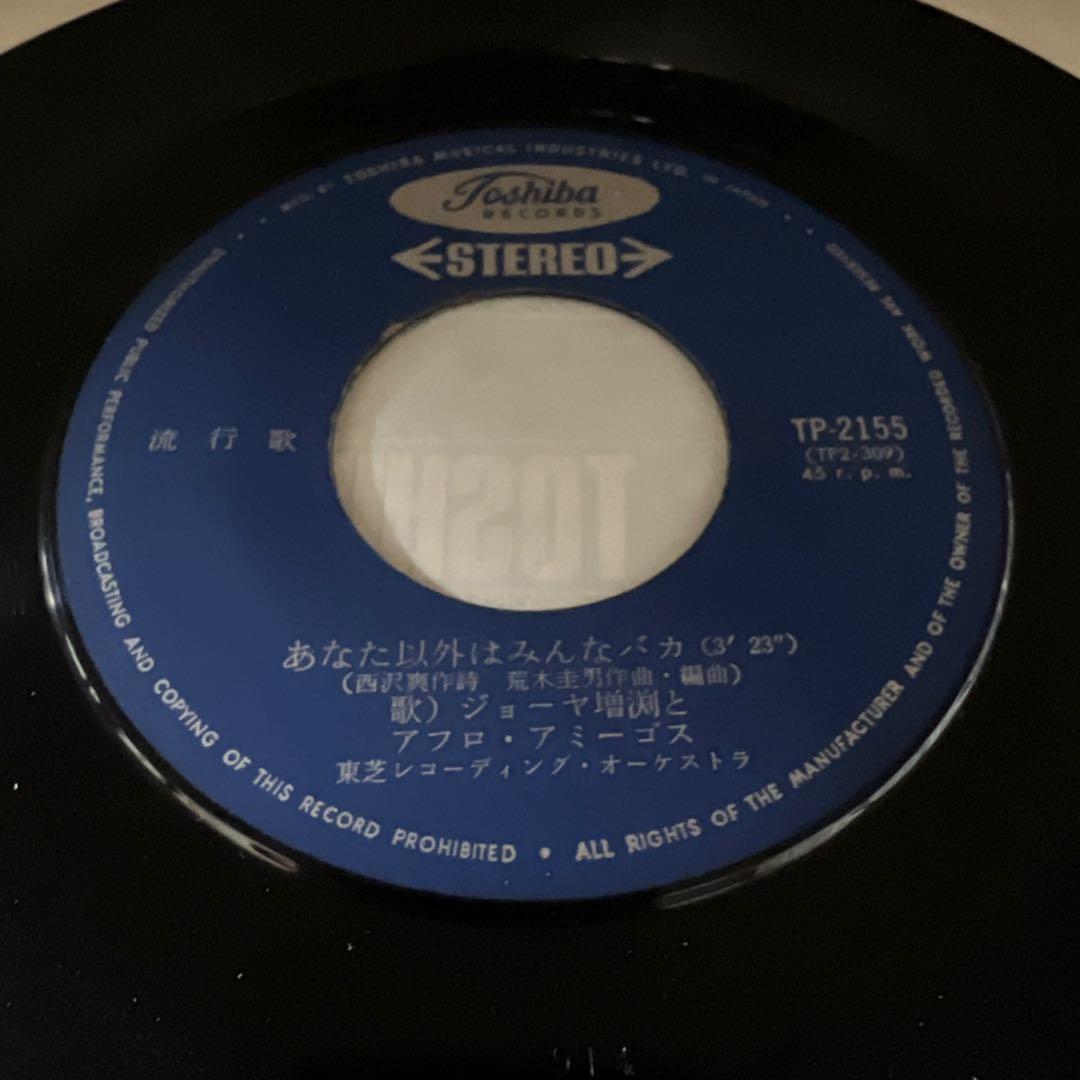 MFD. BY TOSHIBA MUSICAL INDUSTRIES LTD. IN JAPAN
Toshiba
RECORDS
STEREO
流行歌
TP-2155
(TP2-309)
45 r.p.m.
TOSH
あなた以外はみんなバカ (3′ 23″)
(西沢爽作詩 荒木圭男作曲・編曲)
歌) ジョーヤ増渕と
アフロ・アミーゴス
東芝レコーディング・オーケストラ
UNAUTHORIZED PUBLIC PERFORMANCE, BROADCASTING AND COPYING OF THIS RECORD PROHIBITED • ALL RIGHTS OF THE MANUFACTURER AND OF THE OWNER OF THE RECORDED WORK ARE RESERVED